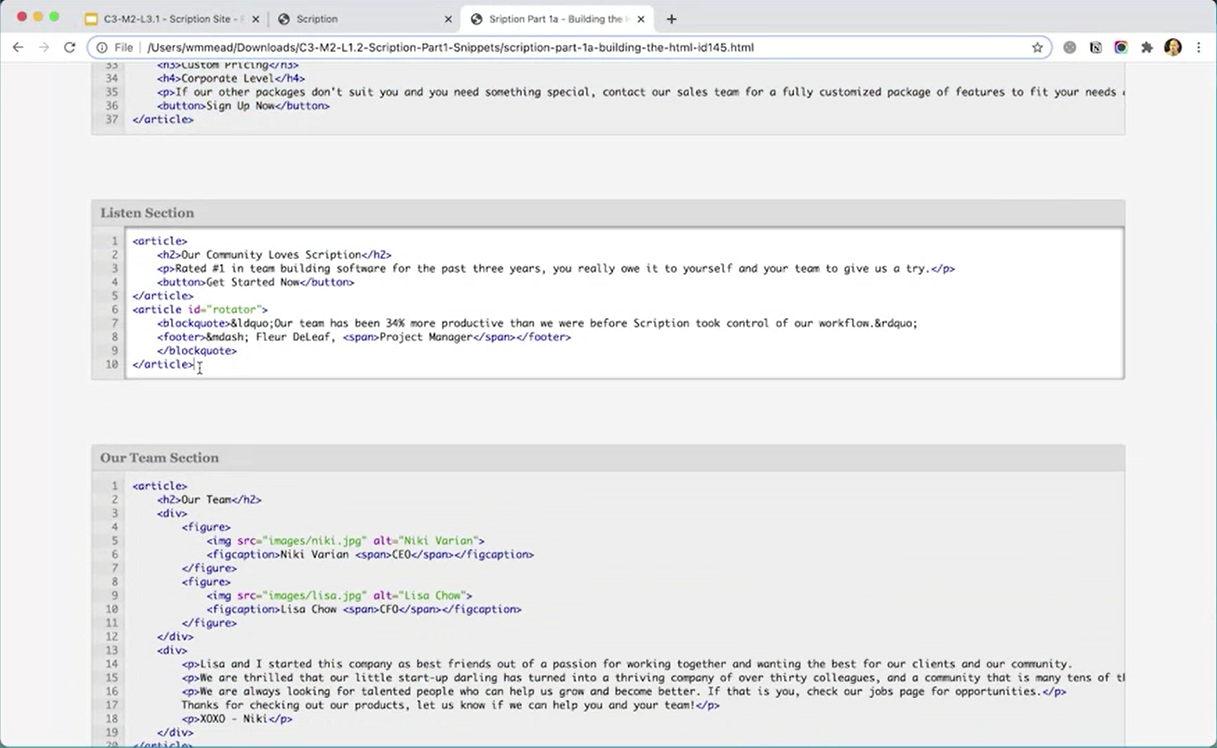 C3-M2-L3.1 - Scription Site -
Scription
Sription Part 1a - Building the
File
/Users/wmmead/Downloads/C3-M2-L1.2-Scription-Part1-Snippets/scription-part-1a-building-the-html-id145.html
33 <h3>Custom Pricing</h3>
34 <h4>Corporate Level</h4>
35 <p>If our other packages don't suit you and you need something special, contact our sales team for a fully customized package of features to fit your needs
36 <button>Sign Up Now</button>
37 </article>
Listen Section
1 <article>
2 <h2>Our Community Loves Scription</h2>
3 <p>Rated #1 in team building software for the past three years, you really owe it to yourself and your team to give us a try.</p>
4 <button>Get Started Now</button>
5 </article>
6 <article id="rotator">
7 <blockquote>&ldquo;Our team has been 34% more productive than we were before Scription took control of our workflow.&rdquo;
8 <footer>&mdash; Fleur DeLeaf, <span>Project Manager</span></footer>
9 </blockquote>
10 </article>
Our Team Section
1 <article>
2 <h2>Our Team</h2>
3 <div>
4 <figure>
5 <img src="images/niki.jpg" alt="Niki Varian">
6 <figcaption>Niki Varian <span>CEO</span></figcaption>
7 </figure>
8 <figure>
9 <img src="images/lisa.jpg" alt="Lisa Chow">
10 <figcaption>Lisa Chow <span>CFO</span></figcaption>
11 </figure>
12 </div>
13 <div>
14 <p>Lisa and I started this company as best friends out of a passion for working together and wanting the best for our clients and our community.
15 <p>We are thrilled that our little start-up darling has turned into a thriving company of over thirty colleagues, and a community that is many tens of
16 <p>We are always looking for talented people who can help us grow and become better. If that is you, check our jobs page for opportunities.</p>
17 Thanks for checking out our products, let us know if we can help you and your team!</p>
18 <p>XOXO - Niki</p>
19 </div>
20 </article>